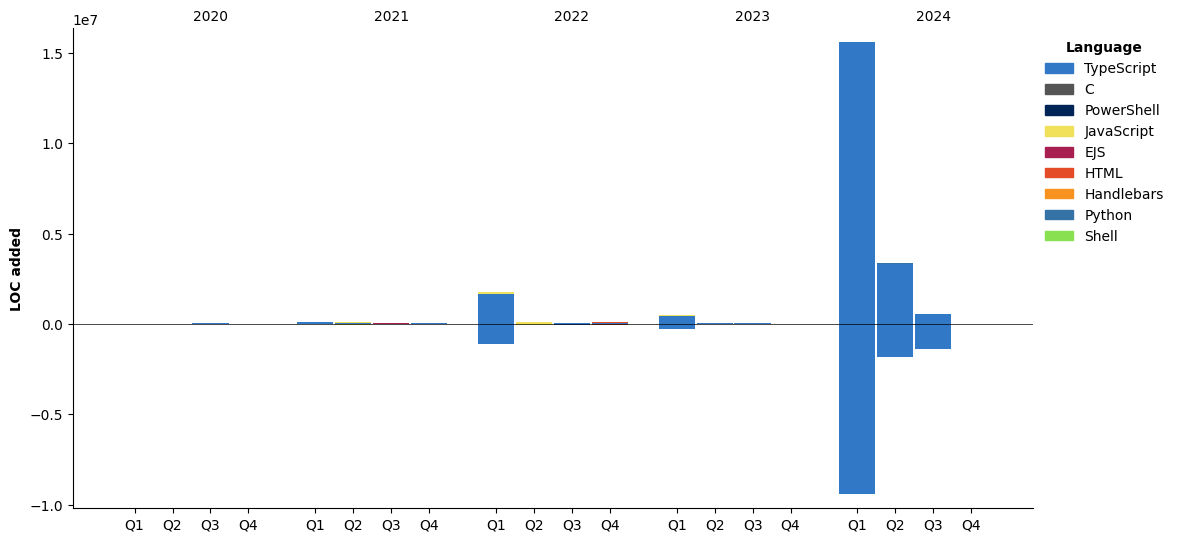 1e7
2020 2021 2022 2023 2024
Language
TypeScript
C
PowerShell
JavaScript
EJS
HTML
Handlebars
Python
Shell
LOC added
1.5
1.0
0.5
0.0
−0.5
−1.0
Q1 Q2 Q3 Q4 Q1 Q2 Q3 Q4 Q1 Q2 Q3 Q4 Q1 Q2 Q3 Q4 Q1 Q2 Q3 Q4